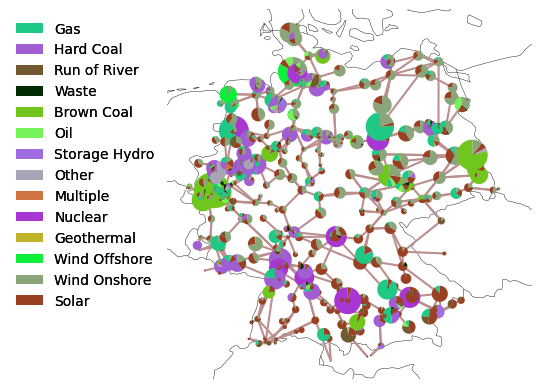 Gas
Hard Coal
Run of River
Waste
Brown Coal
Oil
Storage Hydro
Other
Multiple
Nuclear
Geothermal
Wind Offshore
Wind Onshore
Solar